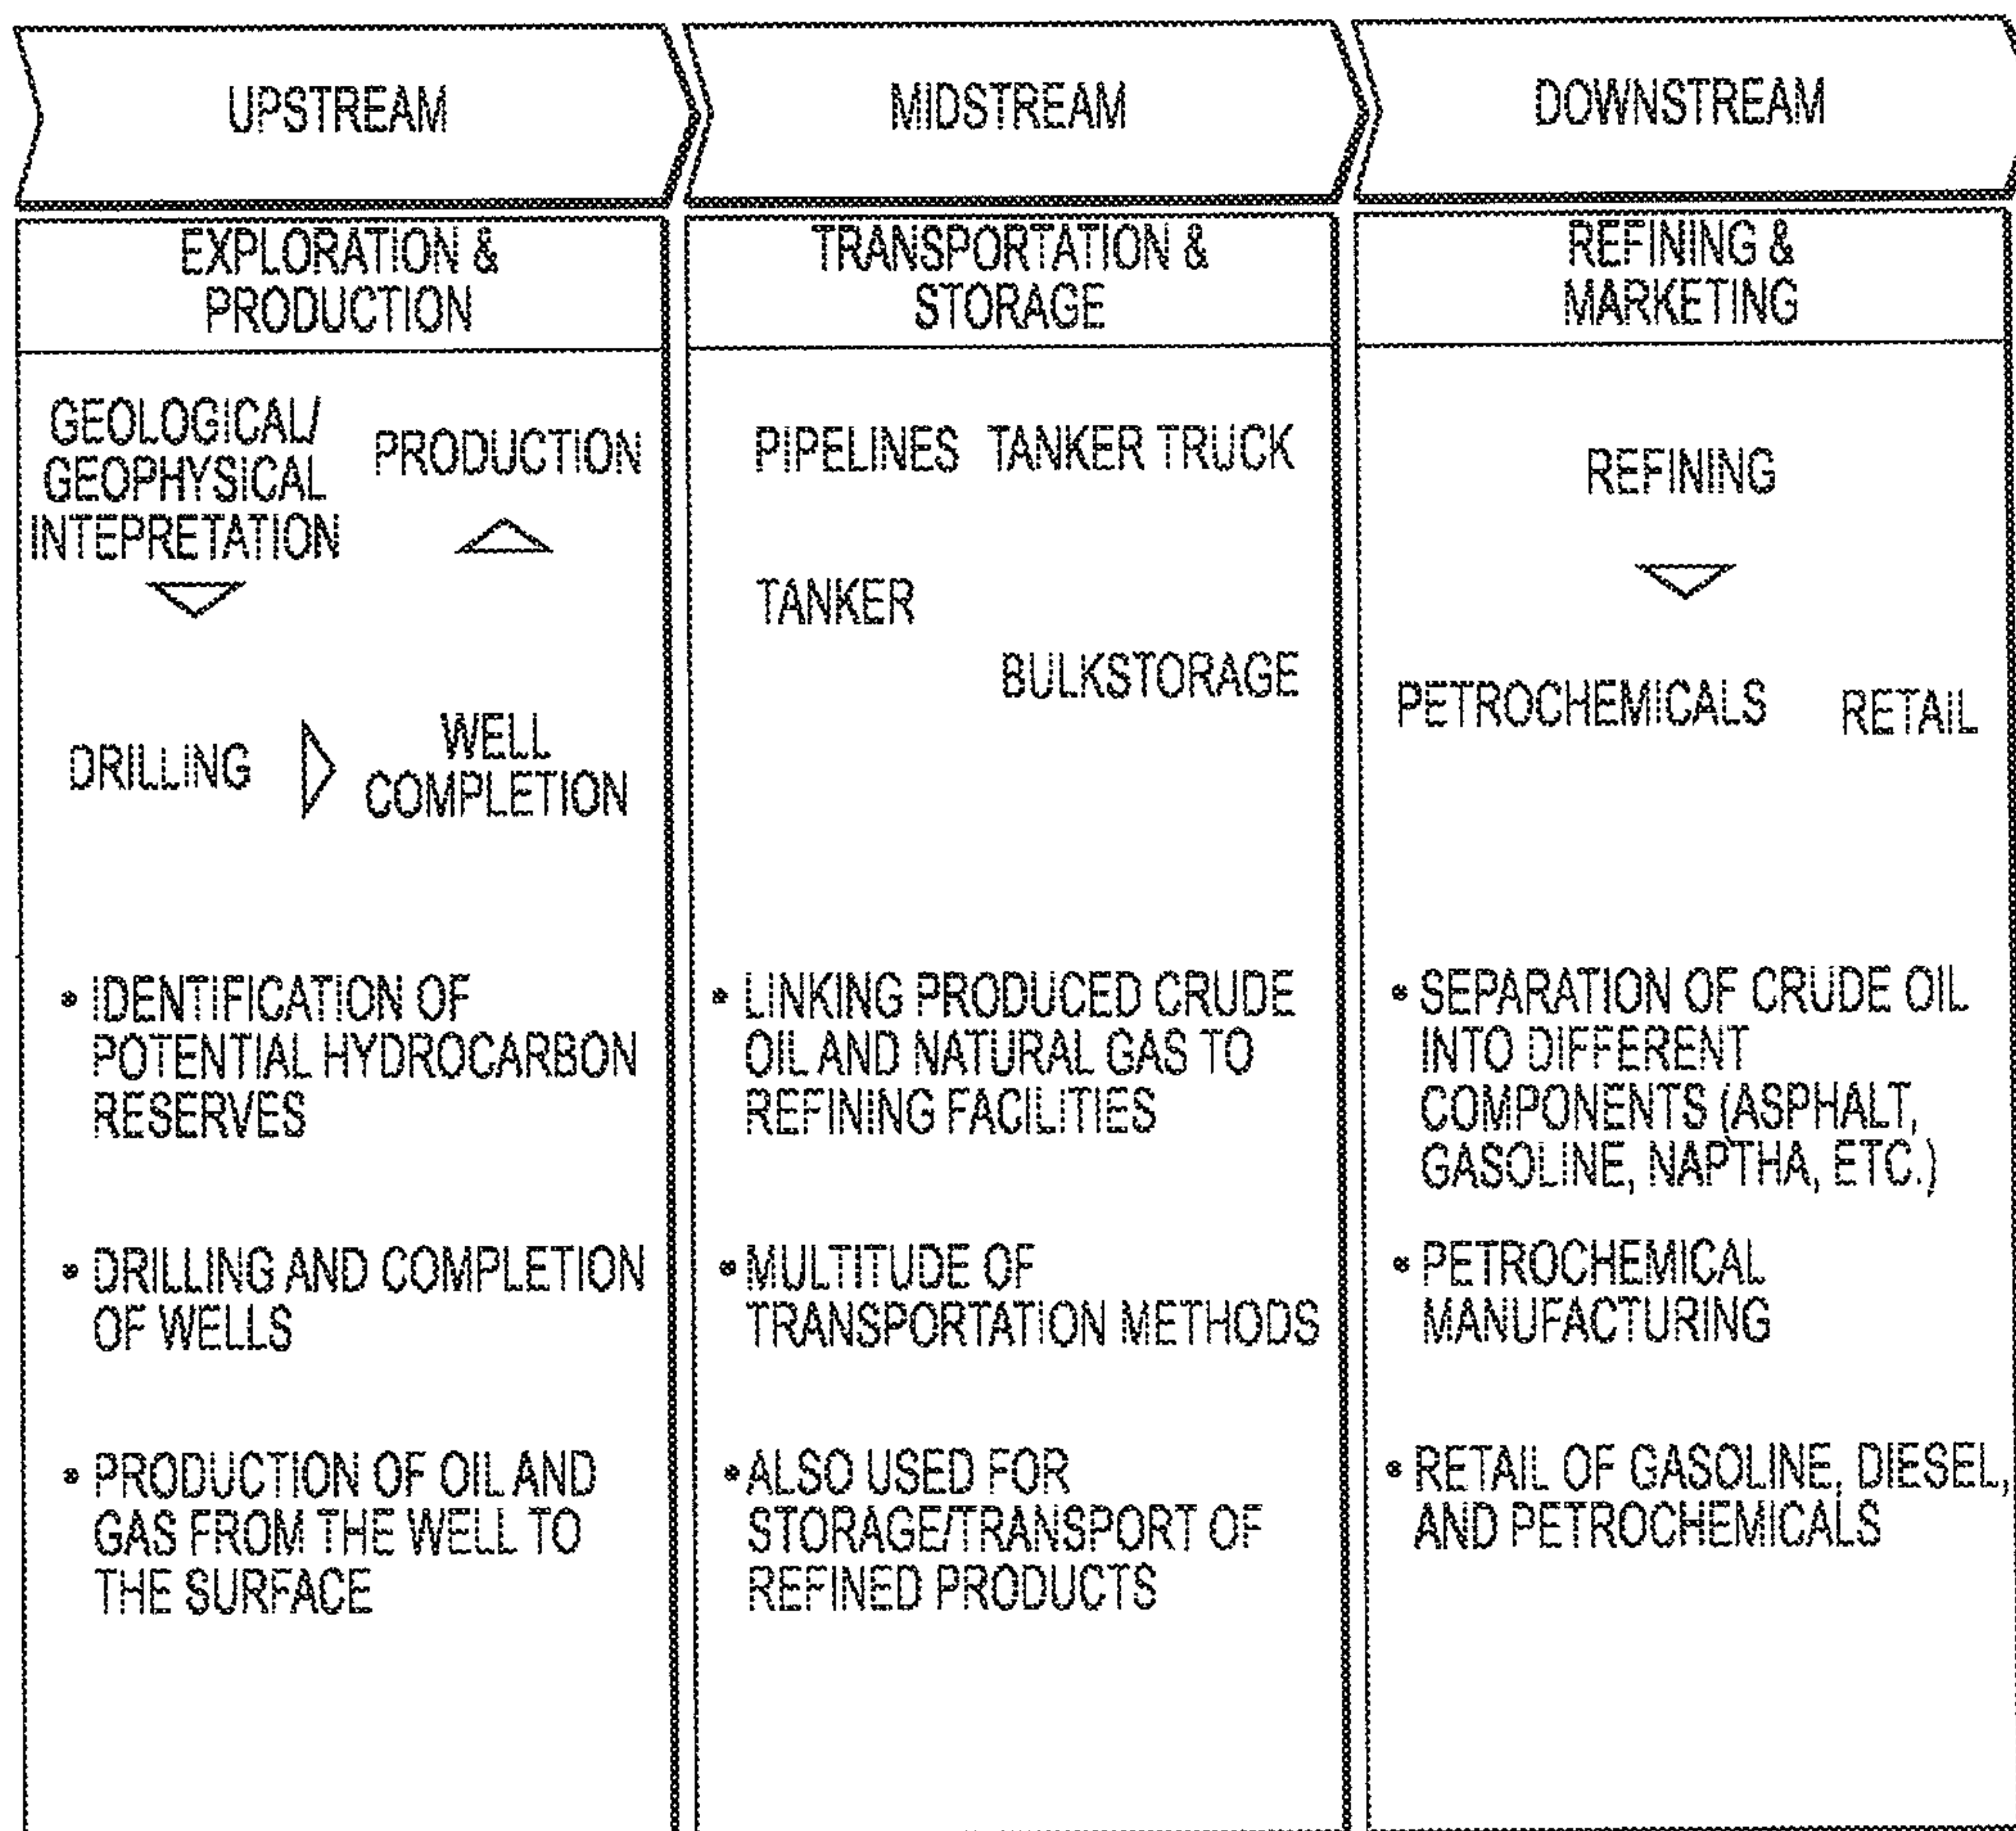 UPSTREAM
MIDSTREAM
DOWNSTREAM
EXPLORATION &
PRODUCTION
TRANSPORTATION &
STORAGE
REFINING &
MARKETING
GEOLOGICAL/
GEOPHYSICAL
INTEPRETATION
PRODUCTION
DRILLING
WELL
COMPLETION
• IDENTIFICATION OF
POTENTIAL HYDROCARBON
RESERVES
• DRILLING AND COMPLETION
OF WELLS
• PRODUCTION OF OIL AND
GAS FROM THE WELL TO
THE SURFACE
PIPELINES TANKER TRUCK
TANKER
BULKSTORAGE
• LINKING PRODUCED CRUDE
OIL AND NATURAL GAS TO
REFINING FACILITIES
• MULTITUDE OF
TRANSPORTATION METHODS
• ALSO USED FOR
STORAGE/TRANSPORT OF
REFINED PRODUCTS
REFINING
PETROCHEMICALS RETAIL
• SEPARATION OF CRUDE OIL
INTO DIFFERENT
COMPONENTS (ASPHALT,
GASOLINE, NAPTHA, ETC.)
• PETROCHEMICAL
MANUFACTURING
• RETAIL OF GASOLINE, DIESEL,
AND PETROCHEMICALS